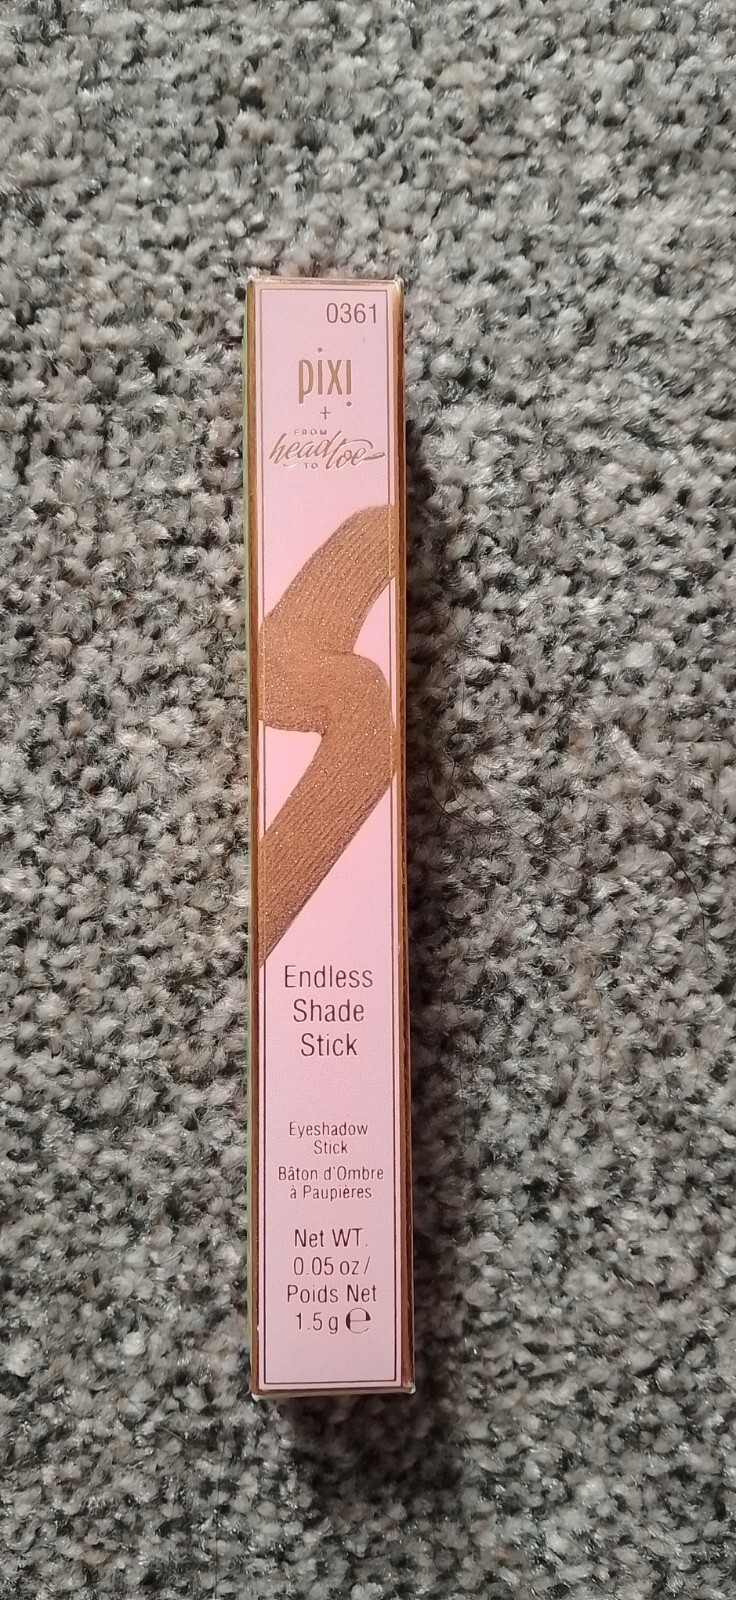 0361
pixi
+
FROM
head
TO toe
Endless
Shade
Stick
Eyeshadow
Stick
Bâton d'Ombre
à Paupières
Net WT.
0.05 oz/
Poids Net
1.5 g ℮